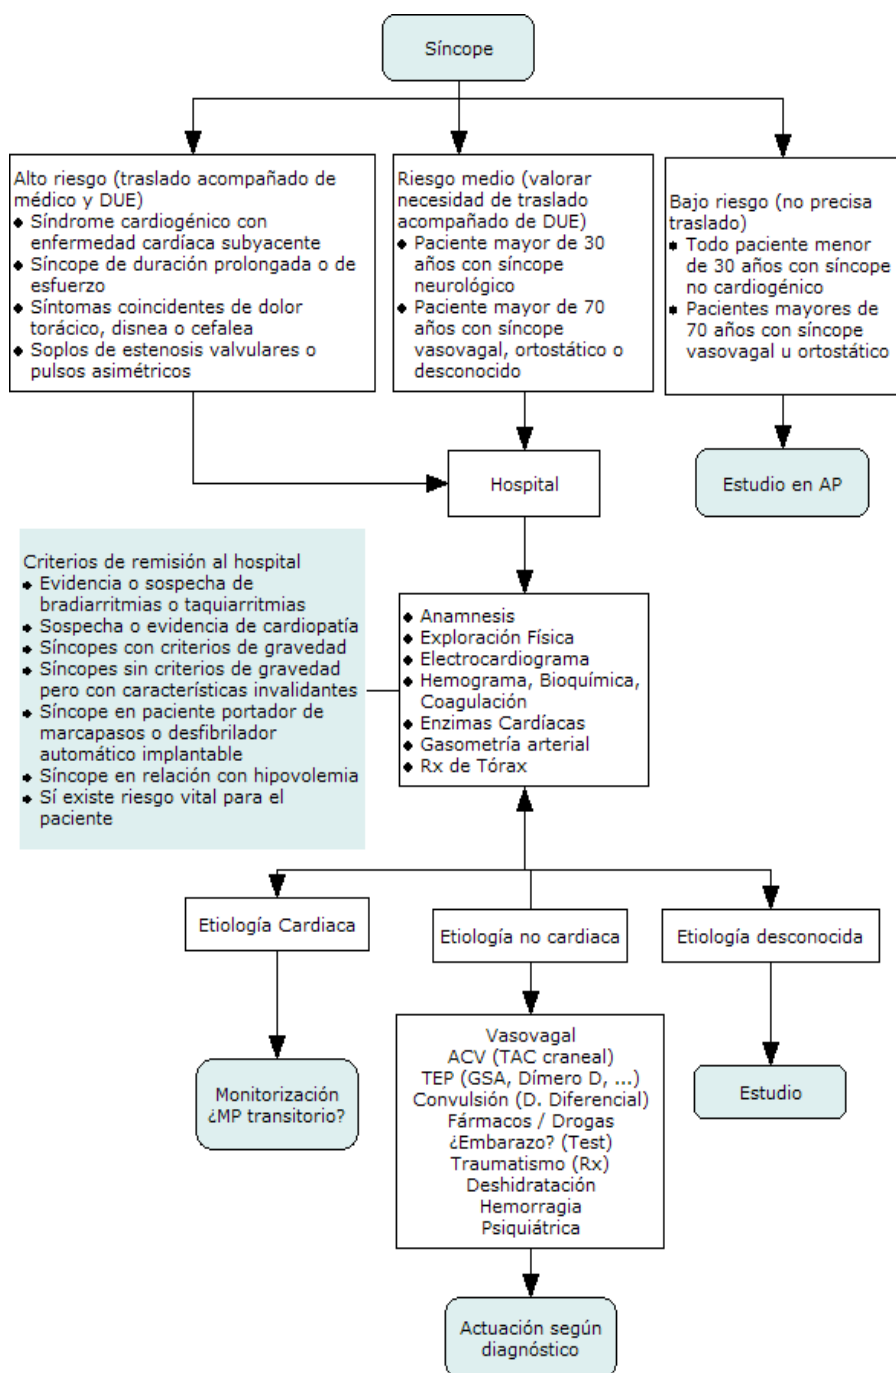 Síncope
Alto riesgo (traslado acompañado de
médico y DUE)
◆ Síndrome cardiogénico con
enfermedad cardíaca subyacente
◆ Síncope de duración prolongada o de
esfuerzo
◆ Síntomas coincidentes de dolor
torácico, disnea o cefalea
◆ Soplos de estenosis valvulares o
pulsos asimétricos
Riesgo medio (valorar
necesidad de traslado
acompañado de DUE)
◆ Paciente mayor de 30
años con síncope
neurológico
◆ Paciente mayor de 70
años con síncope
vasovagal, ortostático o
desconocido
Bajo riesgo (no precisa
traslado)
◆ Todo paciente menor
de 30 años con síncope
no cardiogénico
◆ Pacientes mayores de
70 años con síncope
vasovagal u ortostático
Hospital
Estudio en AP
Criterios de remisión al hospital
◆ Evidencia o sospecha de
bradiarritmias o taquiarritmias
◆ Sospecha o evidencia de cardiopatía
◆ Síncopes con criterios de gravedad
◆ Síncopes sin criterios de gravedad
pero con características invalidantes
◆ Síncope en paciente portador de
marcapasos o desfibrilador
automático implantable
◆ Síncope en relación con hipovolemia
◆ Sí existe riesgo vital para el
paciente
◆ Anamnesis
◆ Exploración Física
◆ Electrocardiograma
◆ Hemograma, Bioquímica,
Coagulación
◆ Enzimas Cardíacas
◆ Gasometría arterial
◆ Rx de Tórax
Etiología Cardiaca
Etiología no cardiaca
Etiología desconocida
Monitorización
¿MP transitorio?
Vasovagal
ACV (TAC craneal)
TEP (GSA, Dímero D, ...)
Convulsión (D. Diferencial)
Fármacos / Drogas
¿Embarazo? (Test)
Traumatismo (Rx)
Deshidratación
Hemorragia
Psiquiátrica
Estudio
Actuación según
diagnóstico